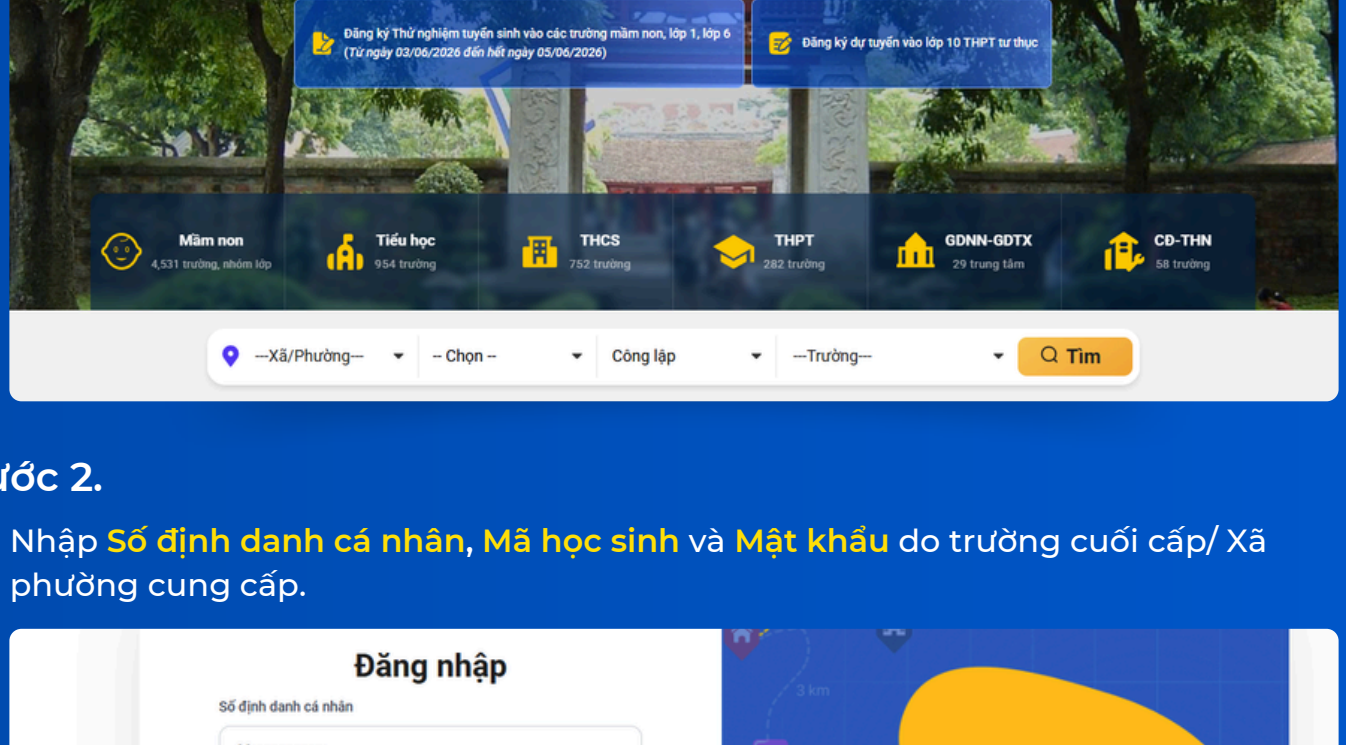 Đăng ký Thử nghiệm tuyển sinh vào các trường mầm non, lớp 1, lớp 6
(Từ ngày 03/06/2026 đến hết ngày 05/06/2026)
Đăng ký dự tuyển vào lớp 10 THPT tư thục
Mầm non
4,531 trường, nhóm lớp
Tiểu học
954 trường
THCS
752 trường
THPT
282 trường
GDNN-GDTX
29 trung tâm
CĐ-THN
58 trường
---Xã/Phường---
-- Chọn --
Công lập
---Trường---
Tìm
ước 2.
Nhập Số định danh cá nhân, Mã học sinh và Mật khẩu do trường cuối cấp/ Xã
phường cung cấp.
Đăng nhập
Số định danh cá nhân
3 km